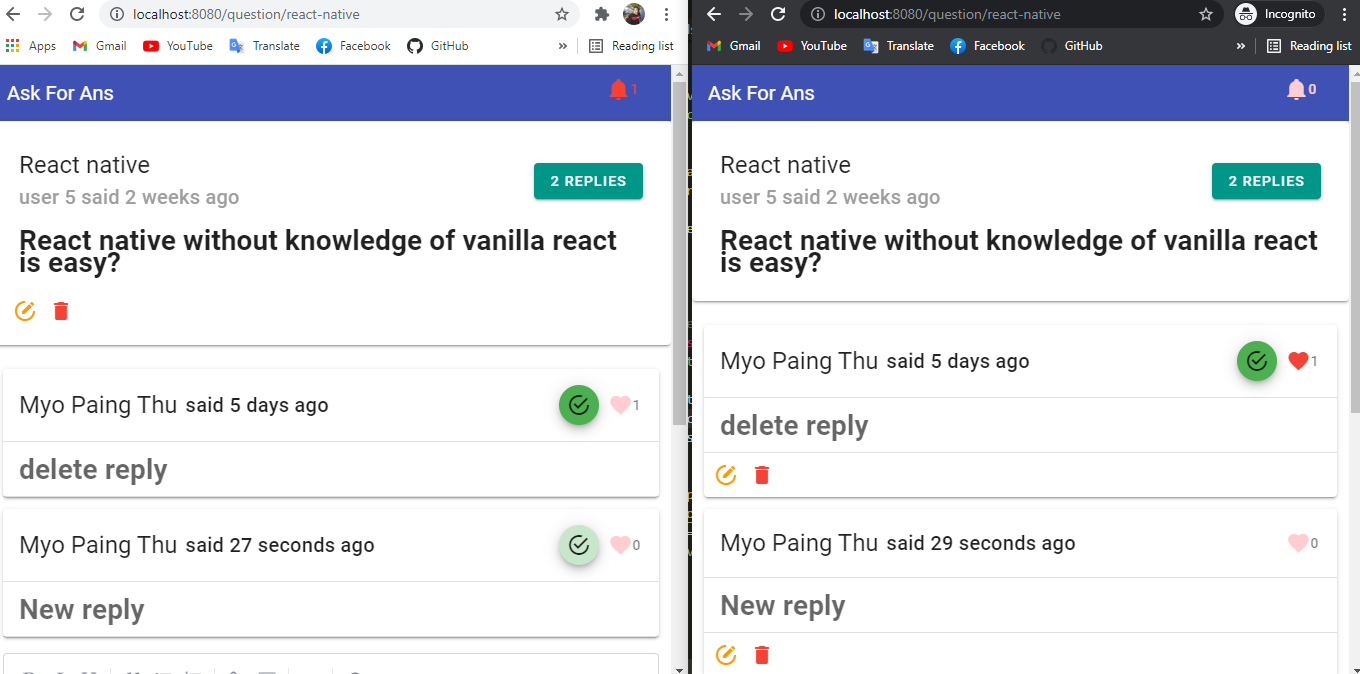 localhost:8080/question/react-native
Apps Gmail YouTube Translate Facebook GitHub » Reading list
Ask For Ans 1
React native
2 REPLIES
user 5 said 2 weeks ago
React native without knowledge of vanilla react
is easy?
Myo Paing Thu said 5 days ago 1
delete reply
Myo Paing Thu said 27 seconds ago 0
New reply
localhost:8080/question/react-native Incognito
Gmail YouTube Translate Facebook GitHub » Reading list
Ask For Ans 0
React native
2 REPLIES
user 5 said 2 weeks ago
React native without knowledge of vanilla react
is easy?
Myo Paing Thu said 5 days ago 1
delete reply
Myo Paing Thu said 29 seconds ago 0
New reply